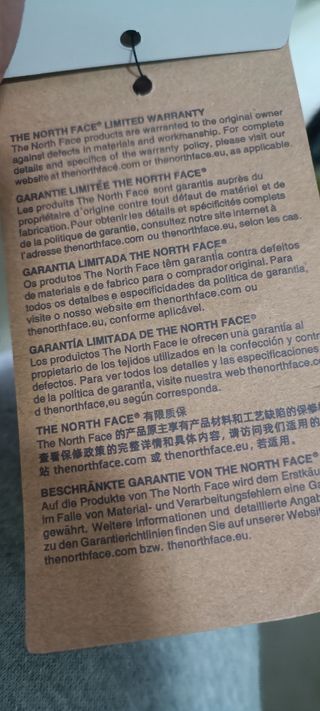 THE NORTH FACE® LIMITED WARRANTY
The North Face products are warranted to the original owner
against defects in materials and workmanship. For complete
details and specifics of the warranty policy, please visit our
website at thenorthface.com or thenorthface.eu, as applicable.
GARANTIE LIMITÉE THE NORTH FACE®
Les produits The North Face sont garantis auprès du
propriétaire d'origine contre tout défaut de matériel et de
fabrication. Pour obtenir les détails et spécificités complets
de la politique de garantie, consultez notre site internet à
l'adresse thenorthface.com ou thenorthface.eu, selon les cas.
GARANTIA LIMITADA THE NORTH FACE®
Os produtos The North Face têm garantia contra defeitos
de materiais e de fabrico para o comprador original. Para
todos os detalbes e especificidades da política de garantia,
visite o nosso website em thenorthface.com ou
thenorthface.eu, conforme aplicável.
GARANTÍA LIMITADA DE THE NORTH FACE®
Los produictos The North Face le ofrecen una garantía al
propietario de los tejidos utilizados en la confección y contr
defectos. Para ver todos los detalles y las especificaciones
de la política de garantía, visite nuestra web thenorthface.c
d thenorthface,eu según corresponda.
THE NORTH FACE® 有限质保
The North Face 的产品原主享有产品材料和工艺缺陷的保修
查看保修政策的完整详情和具体内容, 请访问我们适用的
站 thenorthface.com 或 thenorthface.eu, 若适用。
BESCHRÄNKTE GARANTIE VON THE NORTH FACE®
Auf die Produkte von The North Face wird dem Erstkäu
im Falle von Material- und Verarbeitungsfehlern eine Ga
gewährt. Weitere Informationen und detaillierte Angab
zu den Garantierichtlinien finden Sie auf unserer Websit
thenorthface.com bzw. thenorthface.eu.